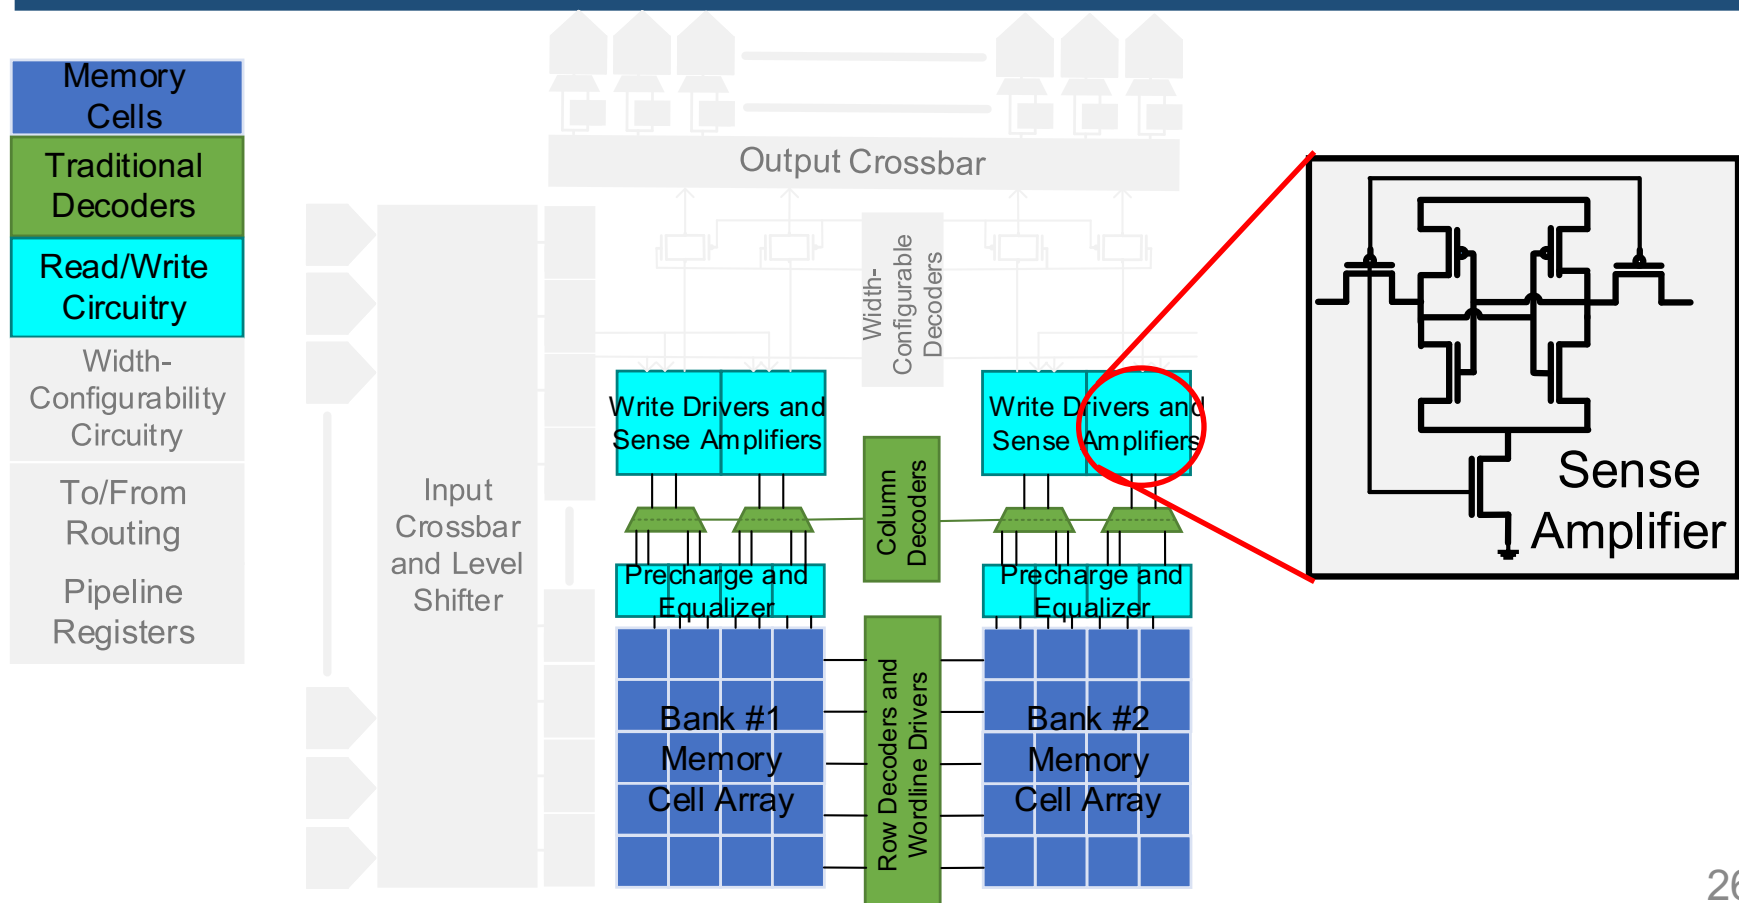 Memory
Cells
Traditional
Decoders
Read/Write
Circuitry
Width-
Configurability
Circuitry
To/From
Routing
Pipeline
Registers
Output Crossbar
Input
Crossbar
and Level
Shifter
Width-
Configurable
Decoders
Write Drivers and
Sense Amplifiers
Write Drivers and
Sense Amplifiers
Column
Decoders
Precharge and
Equalizer
Precharge and
Equalizer
Bank #1
Memory
Cell Array
Row Decoders and
Wordline Drivers
Bank #2
Memory
Cell Array
Sense
Amplifier
26